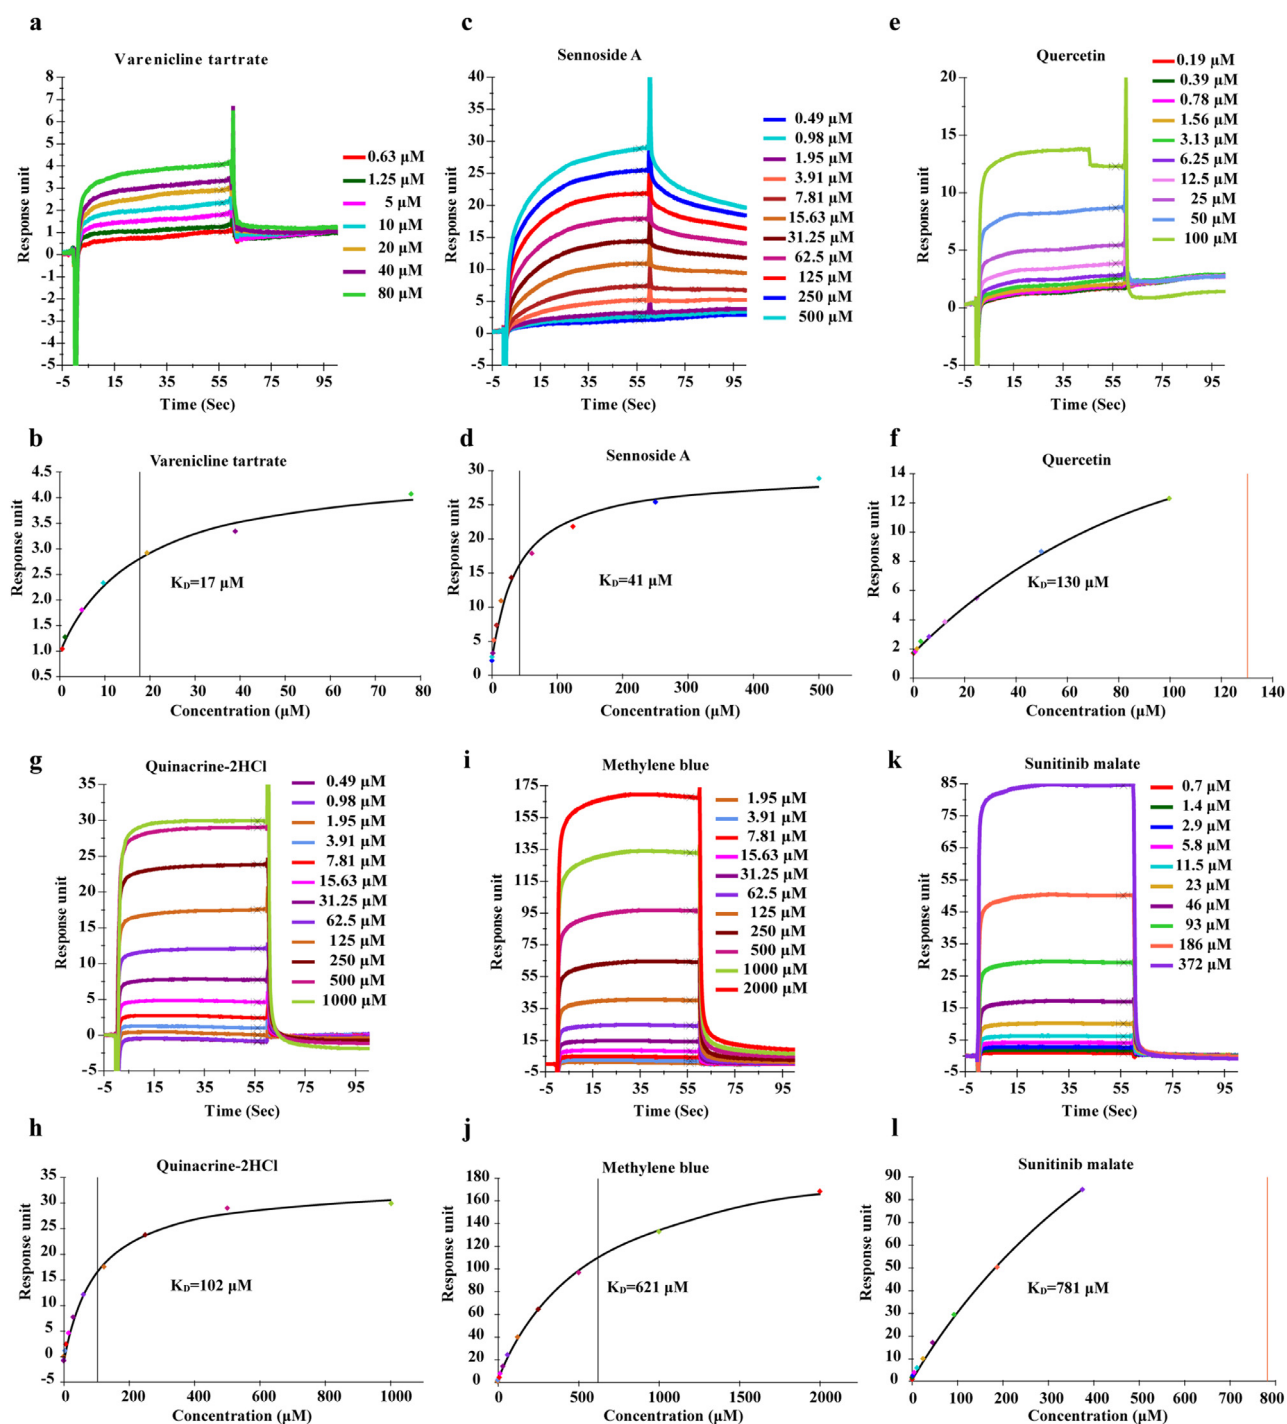 a
Varenicline tartrate
8
7
6
5
4
3
2
1
0
-1
-2
-3
-4
-5
Response unit
-5 15 35 55 75 95
Time (Sec)
0.63 µM
1.25 µM
5 µM
10 µM
20 µM
40 µM
80 µM
c
Sennoside A
40
35
30
25
20
15
10
5
0
-5
Response unit
-5 15 35 55 75 95
Time (Sec)
0.49 µM
0.98 µM
1.95 µM
3.91 µM
7.81 µM
15.63 µM
31.25 µM
62.5 µM
125 µM
250 µM
500 µM
e
Quercetin
20
15
10
5
0
-5
Response unit
-5 15 35 55 75 95
Time (Sec)
0.19 µM
0.39 µM
0.78 µM
1.56 µM
3.13 µM
6.25 µM
12.5 µM
25 µM
50 µM
100 µM
b
Varenicline tartrate
4.5
4.0
3.5
3.0
2.5
2.0
1.5
1.0
0.5
Response unit
K_D=17 µM
0 10 20 30 40 50 60 70 80
Concentration (µM)
d
Sennoside A
30
25
20
15
10
5
0
Response unit
K_D=41 µM
0 100 200 300 400 500
Concentration (µM)
f
Quercetin
14
12
10
8
6
4
2
0
Response unit
K_D=130 µM
0 20 40 60 80 100 120 140
Concentration (µM)
g
Quinacrine-2HCl
35
30
25
20
15
10
5
0
-5
Response unit
-5 15 35 55 75 95
Time (Sec)
0.49 µM
0.98 µM
1.95 µM
3.91 µM
7.81 µM
15.63 µM
31.25 µM
62.5 µM
125 µM
250 µM
500 µM
1000 µM
i
Methylene blue
175
155
135
115
95
75
55
35
15
-5
Response unit
-5 15 35 55 75 95
Time (Sec)
1.95 µM
3.91 µM
7.81 µM
15.63 µM
31.25 µM
62.5 µM
125 µM
250 µM
500 µM
1000 µM
2000 µM
k
Sunitinib malate
85
75
65
55
45
35
25
15
5
-5
Response unit
-5 15 35 55 75 95
Time (Sec)
0.7 µM
1.4 µM
2.9 µM
5.8 µM
11.5 µM
23 µM
46 µM
93 µM
186 µM
372 µM
h
Quinacrine-2HCl
35
30
25
20
15
10
5
0
-5
Response unit
K_D=102 µM
0 200 400 600 800 1000
Concentration (µM)
j
Methylene blue
180
160
140
120
100
80
60
40
20
0
Response unit
K_D=621 µM
0 500 1000 1500 2000
Concentration (µM)
l
Sunitinib malate
90
80
70
60
50
40
30
20
10
0
Response unit
K_D=781 µM
0 100 200 300 400 500 600 700 800
Concentration (µM)